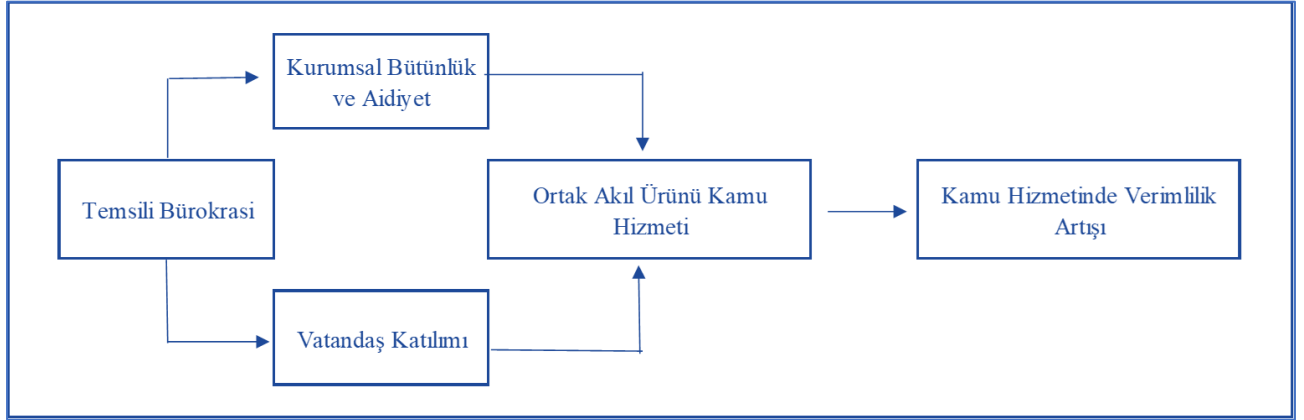 Kurumsal Bütünlük
ve Aidiyet
Temsili Bürokrasi
Ortak Akıl Ürünü Kamu
Hizmeti
Kamu Hizmetinde Verimlilik
Artışı
Vatandaş Katılımı